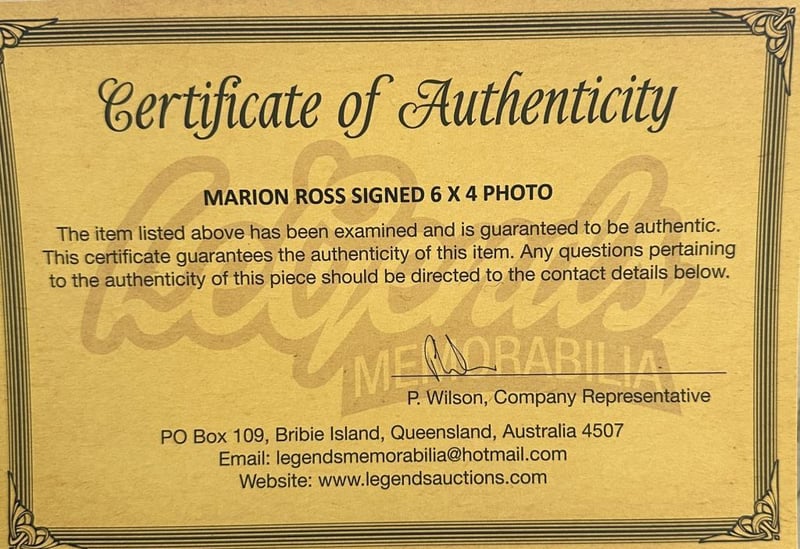 Certificate of Authenticity
Legends
MEMORABILIA
MARION ROSS SIGNED 6 X 4 PHOTO
The item listed above has been examined and is guaranteed to be authentic.
This certificate guarantees the authenticity of this item. Any questions pertaining
to the authenticity of this piece should be directed to the contact details below.
P. Wilson, Company Representative
PO Box 109, Bribie Island, Queensland, Australia 4507
Email: legendsmemorabilia@hotmail.com
Website: www.legendsauctions.com